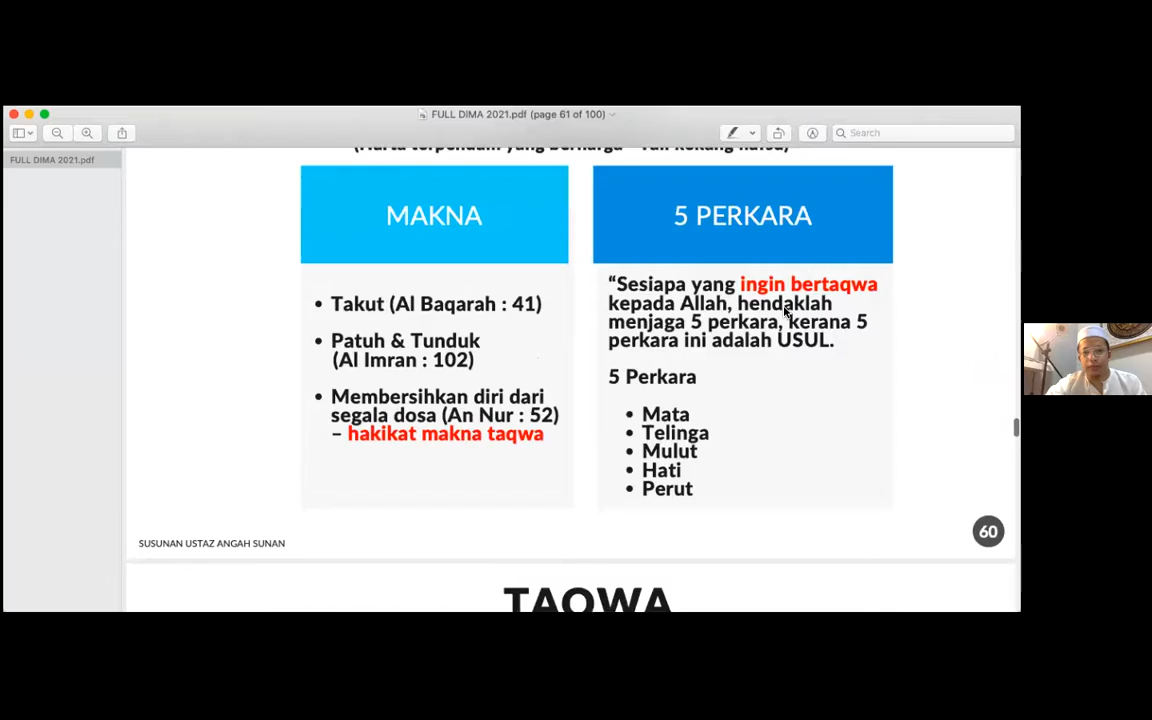 FULL DIMA 2021.pdf (page 61 of 100)
Search
FULL DIMA 2021.pdf
MAKNA
• Takut (Al Baqarah : 41)
• Patuh & Tunduk
(Al Imran : 102)
• Membersihkan diri dari
segala dosa (An Nur : 52)
– hakikat makna taqwa
5 PERKARA
“Sesiapa yang ingin bertaqwa
kepada Allah, hendaklah
menjaga 5 perkara, kerana 5
perkara ini adalah USUL.
5 Perkara
• Mata
• Telinga
• Mulut
• Hati
• Perut
SUSUNAN USTAZ ANGAH SUNAN
60
TAQWA